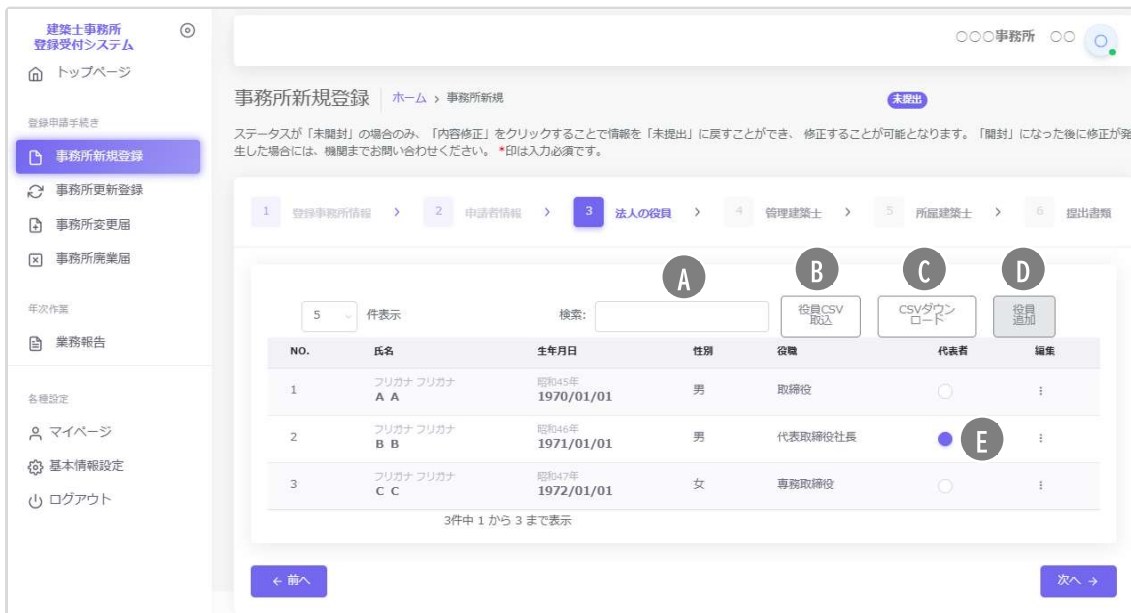 建築士事務所
登録受付システム
トップページ
登録申請手続き
事務所新規登録
事務所更新登録
事務所変更届
事務所廃業届
年次作業
業務報告
各種設定
マイページ
基本情報設定
ログアウト
○○○事務所 ○○ ○
事務所新規登録 ホーム › 事務所新規 未提出
ステータスが「未開封」の場合のみ、「内容修正」をクリックすることで情報を「未提出」に戻すことができ、 修正することが可能となります。「開封」になった後に修正が発
生した場合には、機関までお問い合わせください。 *印は入力必須です。
1 登録事務所情報 › 2 申請者情報 › 3 法人の役員 › 4 管理建築士 › 5 所属建築士 › 6 提出書類
A B C D
5 件表示 検索: 役員CSV取込 CSVダウンロード 役員追加
NO. 氏名 生年月日 性別 役職 代表者 編集
フリガナ フリガナ 昭和45年
1 A A 1970/01/01 男 取締役
フリガナ フリガナ 昭和46年
2 B B 1971/01/01 男 代表取締役社長 E
フリガナ フリガナ 昭和47年
3 C C 1972/01/01 女 専務取締役
3件中 1 から 3 まで表示
← 前へ 次へ →